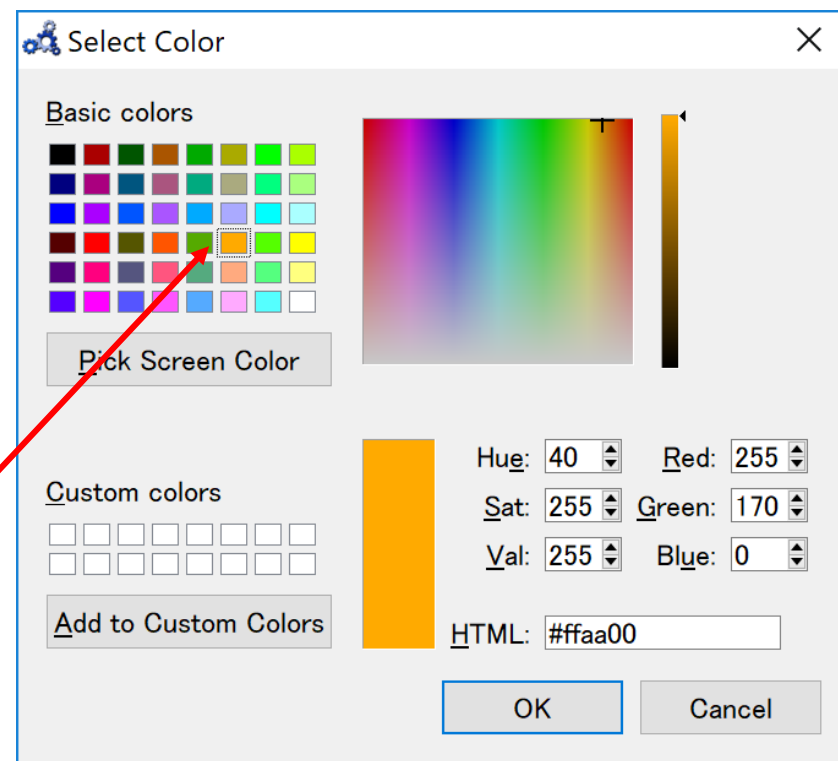 Select Color
Basic colors
Pick Screen Color
Custom colors
Add to Custom Colors
Hue: 40 Red: 255
Sat: 255 Green: 170
Val: 255 Blue: 0
HTML: #ffaa00
OK Cancel